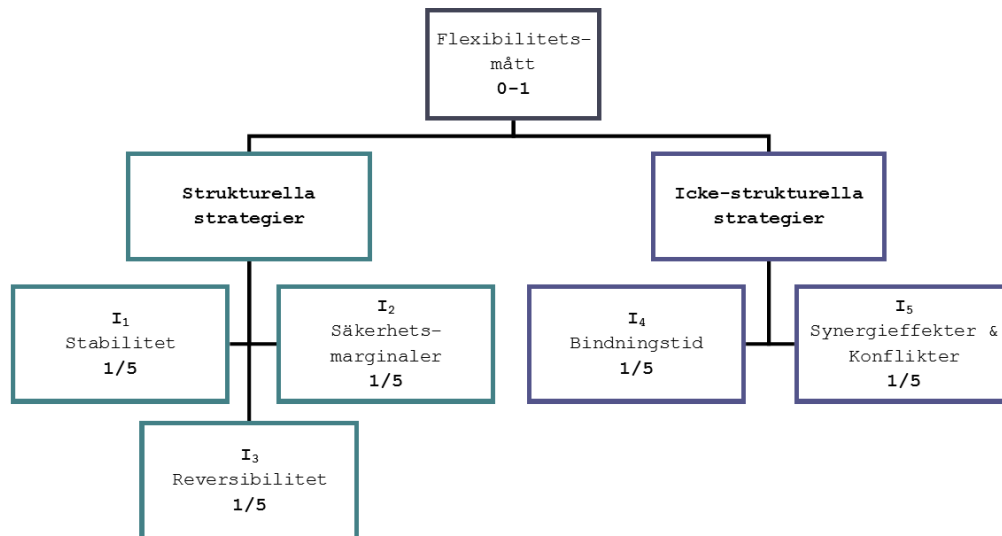 Flexibilitets-
mått
0-1
Strukturella
strategier
Icke-strukturella
strategier
I₁
Stabilitet
1/5
I₂
Säkerhets-
marginaler
1/5
I₄
Bindningstid
1/5
I₅
Synergieffekter &
Konflikter
1/5
I₃
Reversibilitet
1/5